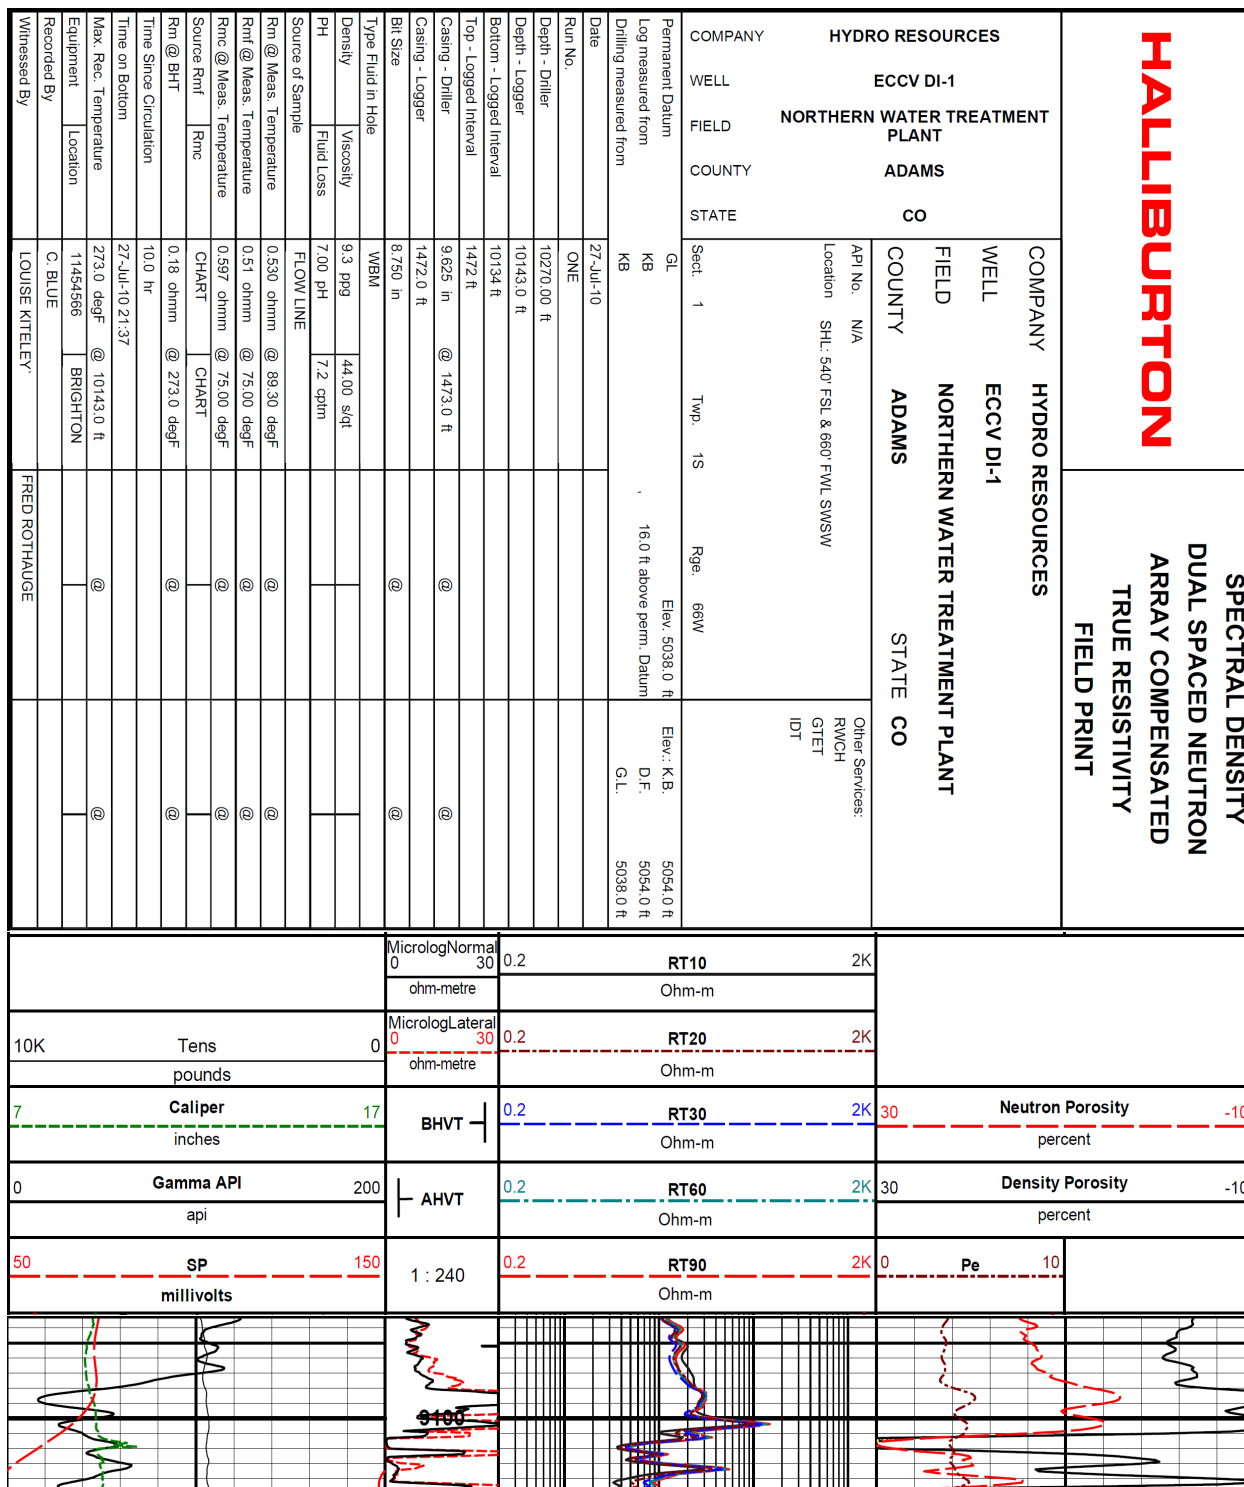 HALLIBURTON
SPECTRAL DENSITY
DUAL SPACED NEUTRON
ARRAY COMPENSATED
TRUE RESISTIVITY
FIELD PRINT
COMPANY HYDRO RESOURCES
WELL ECCV DI-1
FIELD NORTHERN WATER TREATMENT
PLANT
COUNTY ADAMS
STATE CO
COMPANY HYDRO RESOURCES
WELL ECCV DI-1
FIELD NORTHERN WATER TREATMENT PLANT
COUNTY ADAMS STATE CO
API No. N/A
Location SHL: 540' FSL & 660' FWL SWSW
Other Services:
RWCH
GTET
IDT
Sect. 1 Twp. 1S Rge. 66W
Permanent Datum GL Elev. 5038.0 ft Elev.: K.B. 5054.0 ft
Log measured from KB , 16.0 ft above perm. Datum D.F. 5054.0 ft
Drilling measured from KB G.L. 5038.0 ft
Date 27-Jul-10
Run No. ONE
Depth - Driller 10270.00 ft
Depth - Logger 10143.0 ft
Bottom - Logged Interval 10134 ft
Top - Logged Interval 1472 ft
Casing - Driller 9.625 in @ 1473.0 ft @ @
Casing - Logger 1472.0 ft
Bit Size 8.750 in @ @
Type Fluid in Hole WBM
Density Viscosity 9.3 ppg 44.00 s/qt
PH Fluid Loss 7.00 pH 7.2 cptm
Source of Sample FLOW LINE
Rm @ Meas. Temperature 0.530 ohmm @ 89.30 degF @ @
Rmf @ Meas. Temperature 0.51 ohmm @ 75.00 degF @ @
Rmc @ Meas. Temperature 0.597 ohmm @ 75.00 degF @ @
Source Rmf Rmc CHART CHART
Rm @ BHT 0.18 ohmm @ 273.0 degF @ @
Time Since Circulation 10.0 hr
Time on Bottom 27-Jul-10 21:37
Max. Rec. Temperature 273.0 degF @ 10143.0 ft @ @
Equipment Location 11454566 BRIGHTON
Recorded By C. BLUE
Witnessed By LOUISE KITELEY FRED ROTHAUGE
MicrologNormal
0 30
ohm-metre
0.2 RT10 2K
Ohm-m
10K Tens 0
pounds
MicrologLateral
0 30
ohm-metre
0.2 RT20 2K
Ohm-m
7 Caliper 17
inches
BHVT
0.2 RT30 2K
Ohm-m
30 Neutron Porosity -10
percent
0 Gamma API 200
api
AHVT
0.2 RT60 2K
Ohm-m
30 Density Porosity -10
percent
50 SP 150
millivolts
1 : 240
0.2 RT90 2K
Ohm-m
0 Pe 10
9100